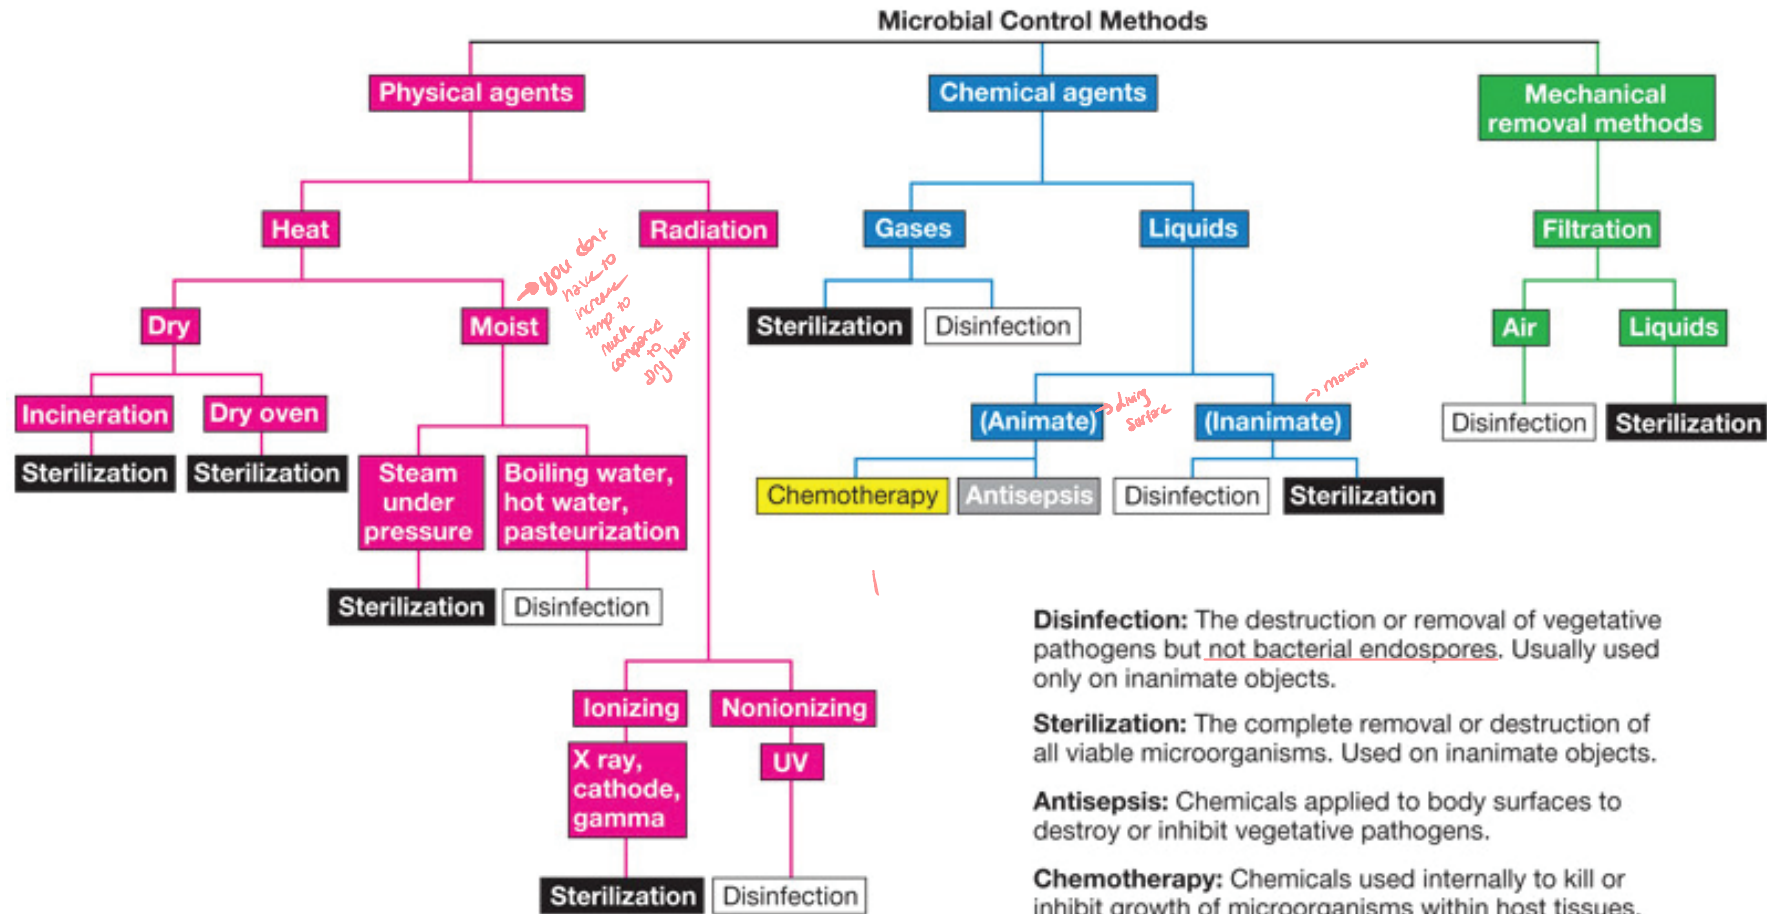 Microbial Control Methods
Physical agents
Chemical agents
Mechanical
removal methods
Heat
Radiation
Gases
Liquids
Filtration
Dry
Moist
→ you dont
have to
increase
temp to
much
compared
to
Dry heat
Sterilization
Disinfection
Air
Liquids
Incineration
Dry oven
(Animate)
→ living
surface
(Inanimate)
→ material
Disinfection
Sterilization
Sterilization
Sterilization
Steam
under
pressure
Boiling water,
hot water,
pasteurization
Chemotherapy
Antisepsis
Disinfection
Sterilization
Sterilization
Disinfection
Ionizing
Nonionizing
X ray,
cathode,
gamma
UV
Sterilization
Disinfection
Disinfection: The destruction or removal of vegetative
pathogens but not bacterial endospores. Usually used
only on inanimate objects.
Sterilization: The complete removal or destruction of
all viable microorganisms. Used on inanimate objects.
Antisepsis: Chemicals applied to body surfaces to
destroy or inhibit vegetative pathogens.
Chemotherapy: Chemicals used internally to kill or
inhibit growth of microorganisms within host tissues.